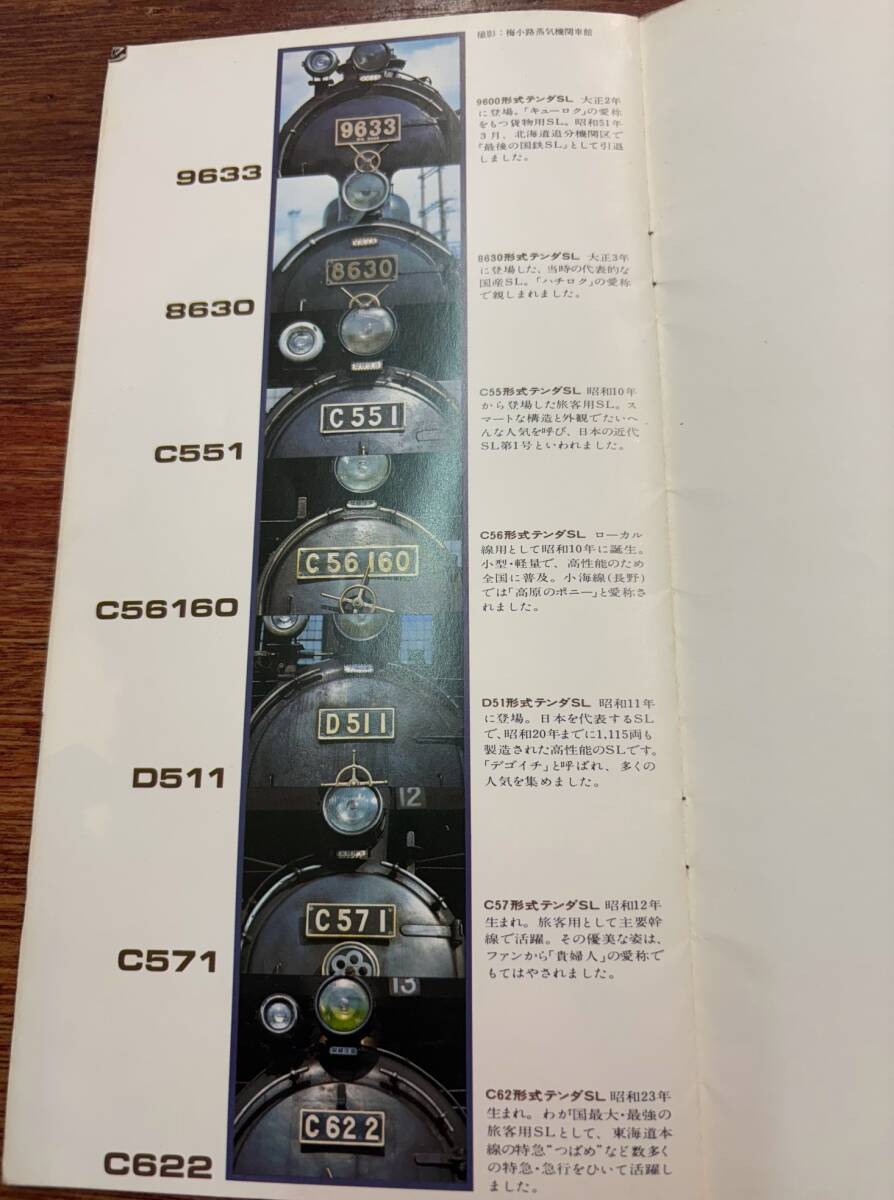 撮影：梅小路蒸気機関車館
9633
9633
9600形式テンダSL 大正2年
に登場。「キューロク」の愛称
をもつ貨物用SL。昭和51年
3月、北海道追分機関区で
「最後の国鉄SL」として引退
しました。
8630
8630
8630形式テンダSL 大正3年
に登場した、当時の代表的な
国産SL。「ハチロク」の愛称
で親しまれました。
C551
C551
C55形式テンダSL 昭和10年
から登場した旅客用SL。ス
マートな構造と外観でたいへ
んな人気を呼び、日本の近代
SL第1号といわれました。
C56160
C56160
C56形式テンダSL ローカル
線用として昭和10年に誕生。
小型・軽量で、高性能のため
全国に普及。小海線(長野)
では「高原のポニー」と愛称さ
れました。
D511
D511
D51形式テンダSL 昭和11年
に登場。日本を代表するSL
で、昭和20年までに1,115両も
製造された高性能のSLです。
「デゴイチ」と呼ばれ、多くの
人気を集めました。
12
C571
C571
C57形式テンダSL 昭和12年
生まれ。旅客用として主要幹
線で活躍。その優美な姿は、
ファンから「貴婦人」の愛称で
もてはやされました。
13
C622
C622
C62形式テンダSL 昭和23年
生まれ。わが国最大・最強の
旅客用SLとして、東海道本
線の特急“つばめ”など数多く
の特急・急行をひいて活躍し
ました。